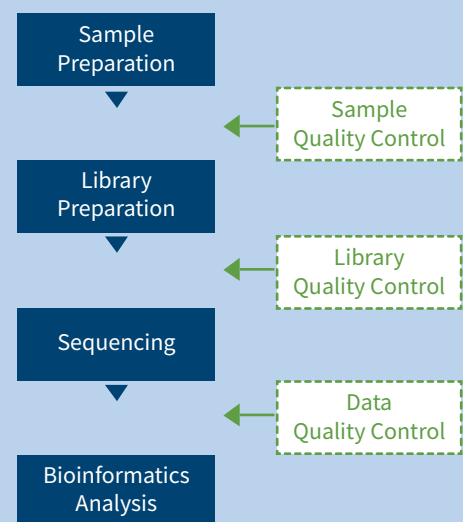 Sample
Preparation
Sample
Quality Control
Library
Preparation
Library
Quality Control
Sequencing
Data
Quality Control
Bioinformatics
Analysis